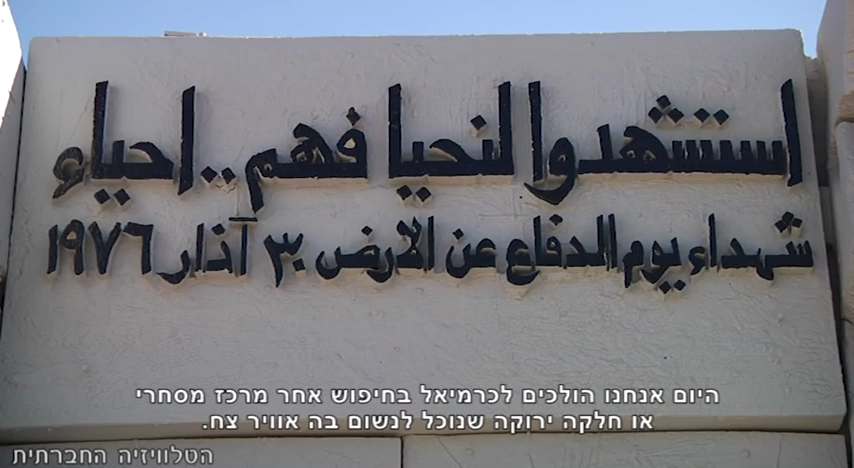 استشهدوا لنحيا فهم .. احياء
شهداء يوم الدفاع عن الارض ٣٠ آذار ١٩٧٦
היום אנחנו הולכים לכרמיאל בחיפוש אחר מרכז מסחרי
או חלקה ירוקה שנוכל לנשום בה אוויר צח.
הטלוויזיה החברתית